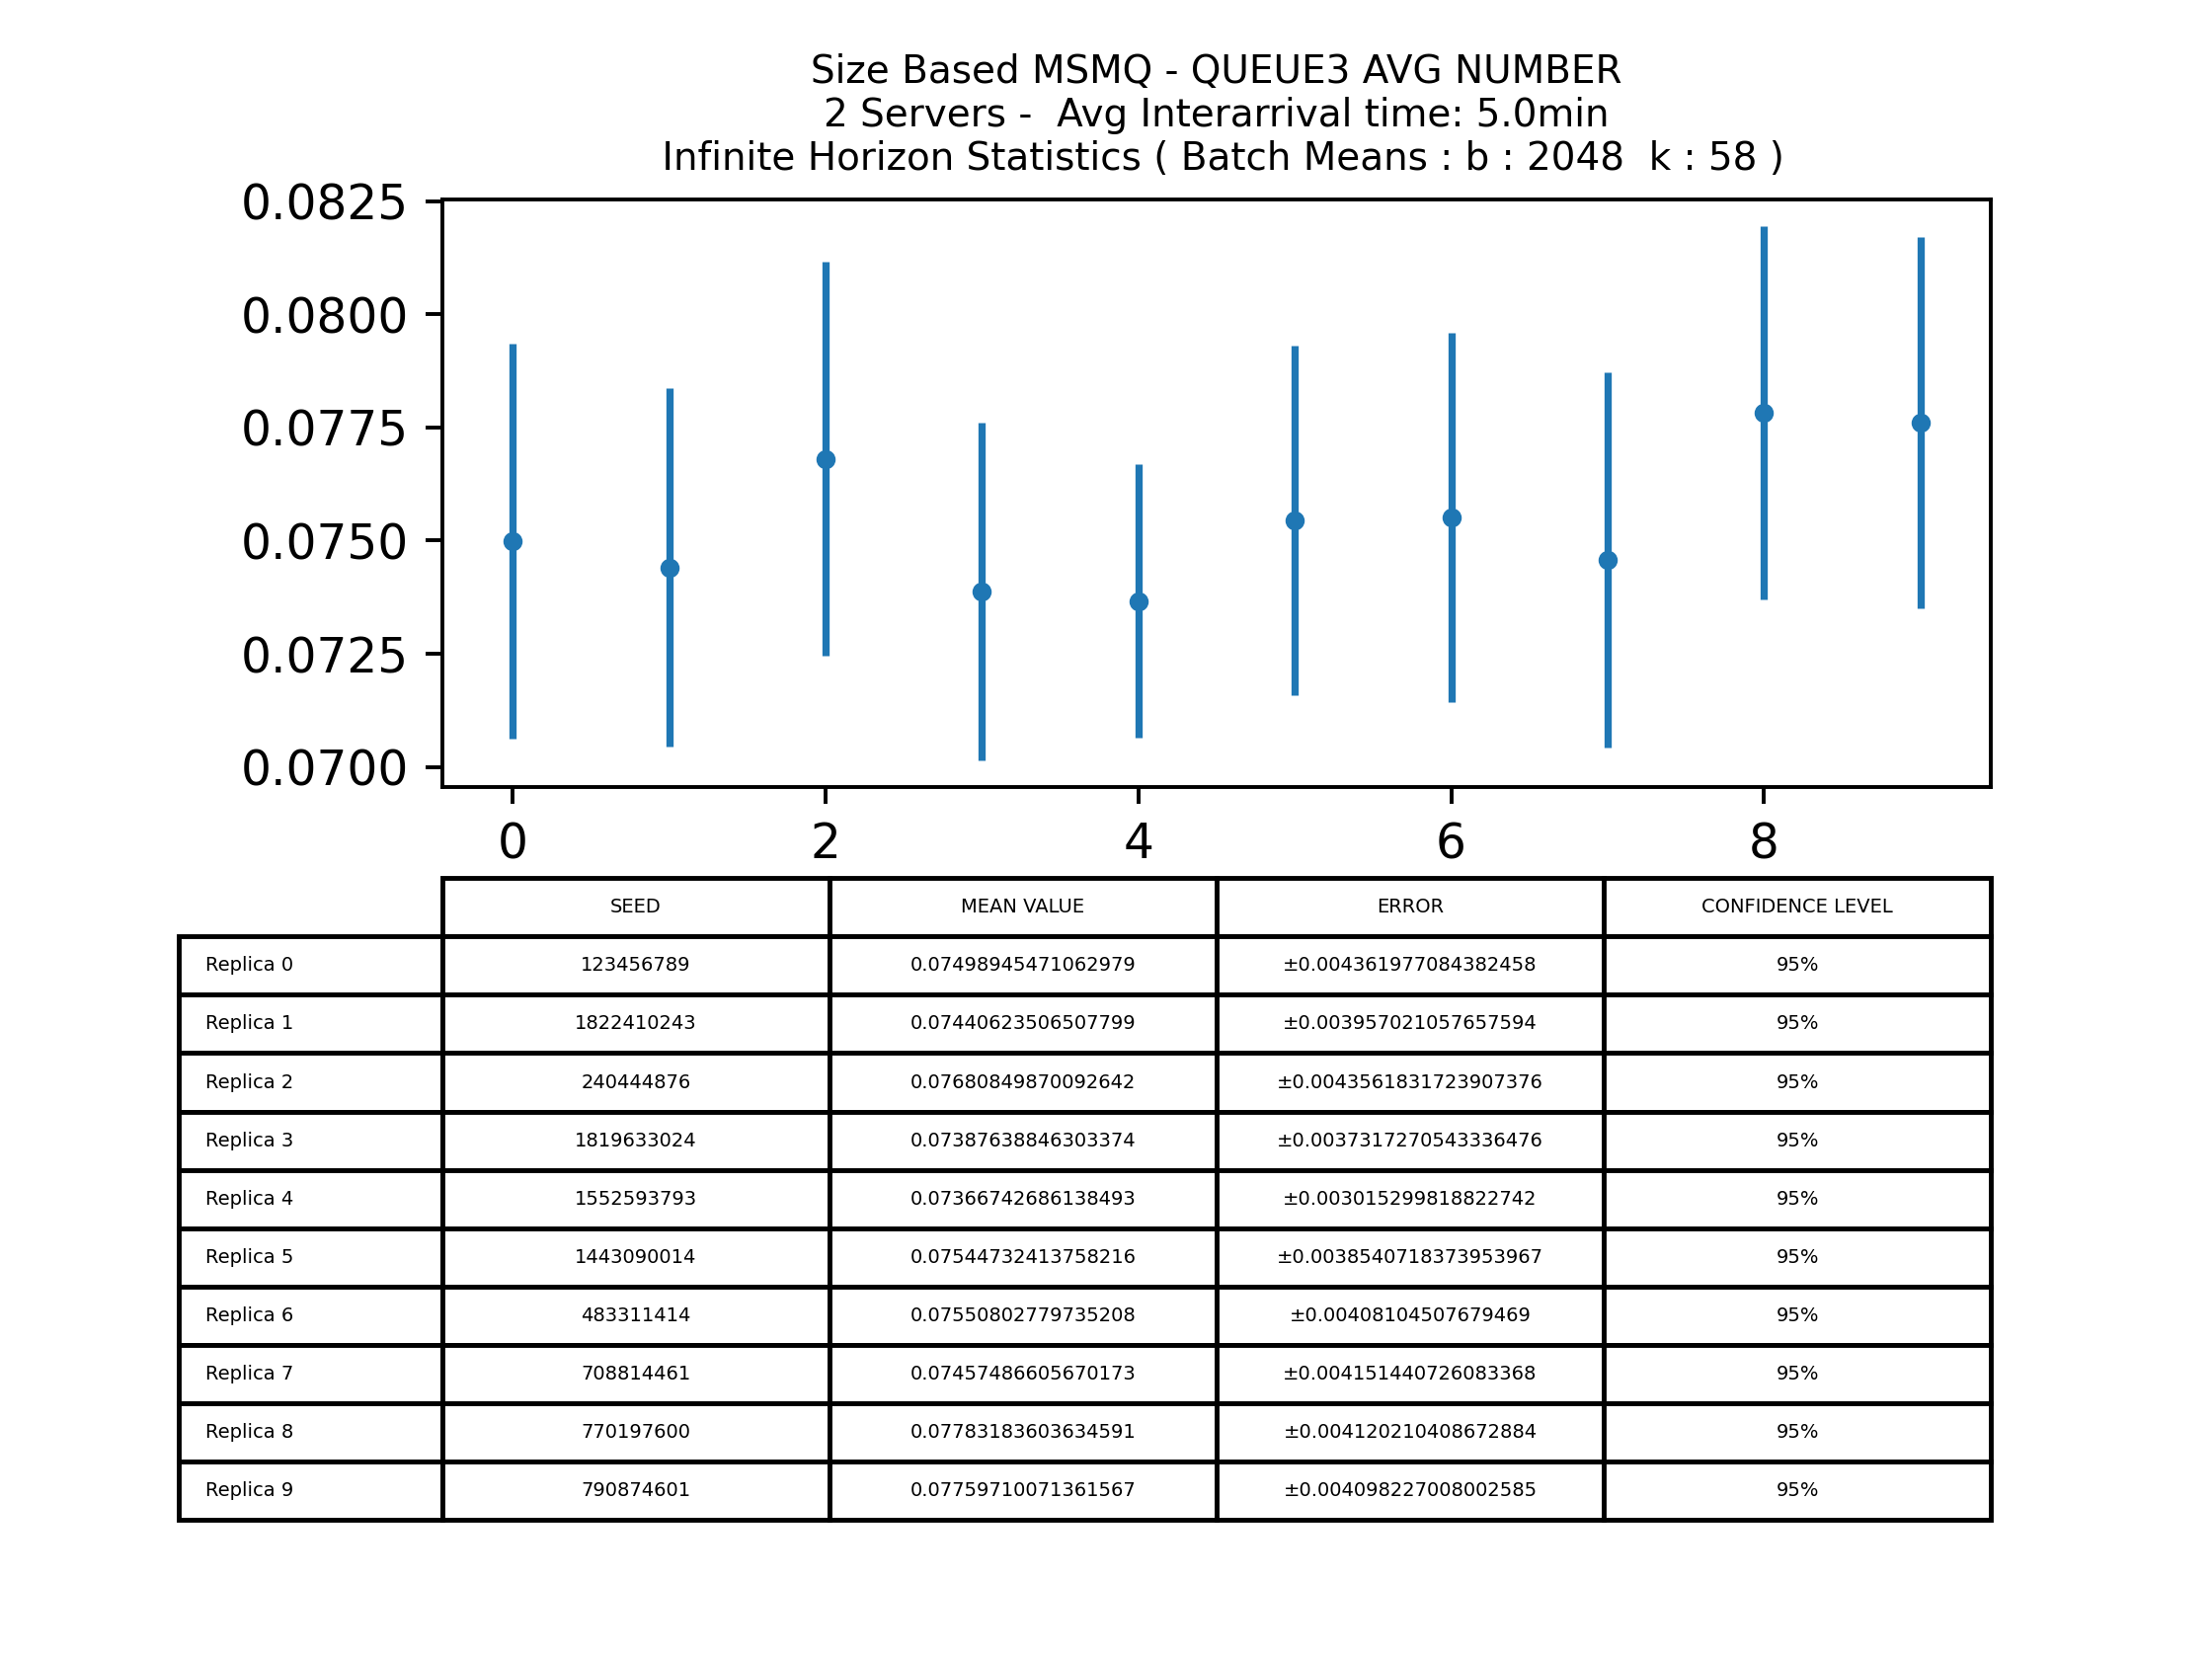 Size Based MSMQ - QUEUE3 AVG NUMBER
2 Servers -  Avg Interarrival time: 5.0min
Infinite Horizon Statistics ( Batch Means : b : 2048  k : 58 )
0.0825
0.0800
0.0775
0.0750
0.0725
0.0700
0 2 4 6 8
SEED MEAN VALUE ERROR CONFIDENCE LEVEL
Replica 0 123456789 0.07498945471062979 ±0.004361977084382458 95%
Replica 1 1822410243 0.07440623506507799 ±0.003957021057657594 95%
Replica 2 240444876 0.07680849870092642 ±0.0043561831723907376 95%
Replica 3 1819633024 0.07387638846303374 ±0.0037317270543336476 95%
Replica 4 1552593793 0.07366742686138493 ±0.003015299818822742 95%
Replica 5 1443090014 0.07544732413758216 ±0.0038540718373953967 95%
Replica 6 483311414 0.07550802779735208 ±0.00408104507679469 95%
Replica 7 708814461 0.07457486605670173 ±0.004151440726083368 95%
Replica 8 770197600 0.07783183603634591 ±0.004120210408672884 95%
Replica 9 790874601 0.07759710071361567 ±0.004098227008002585 95%